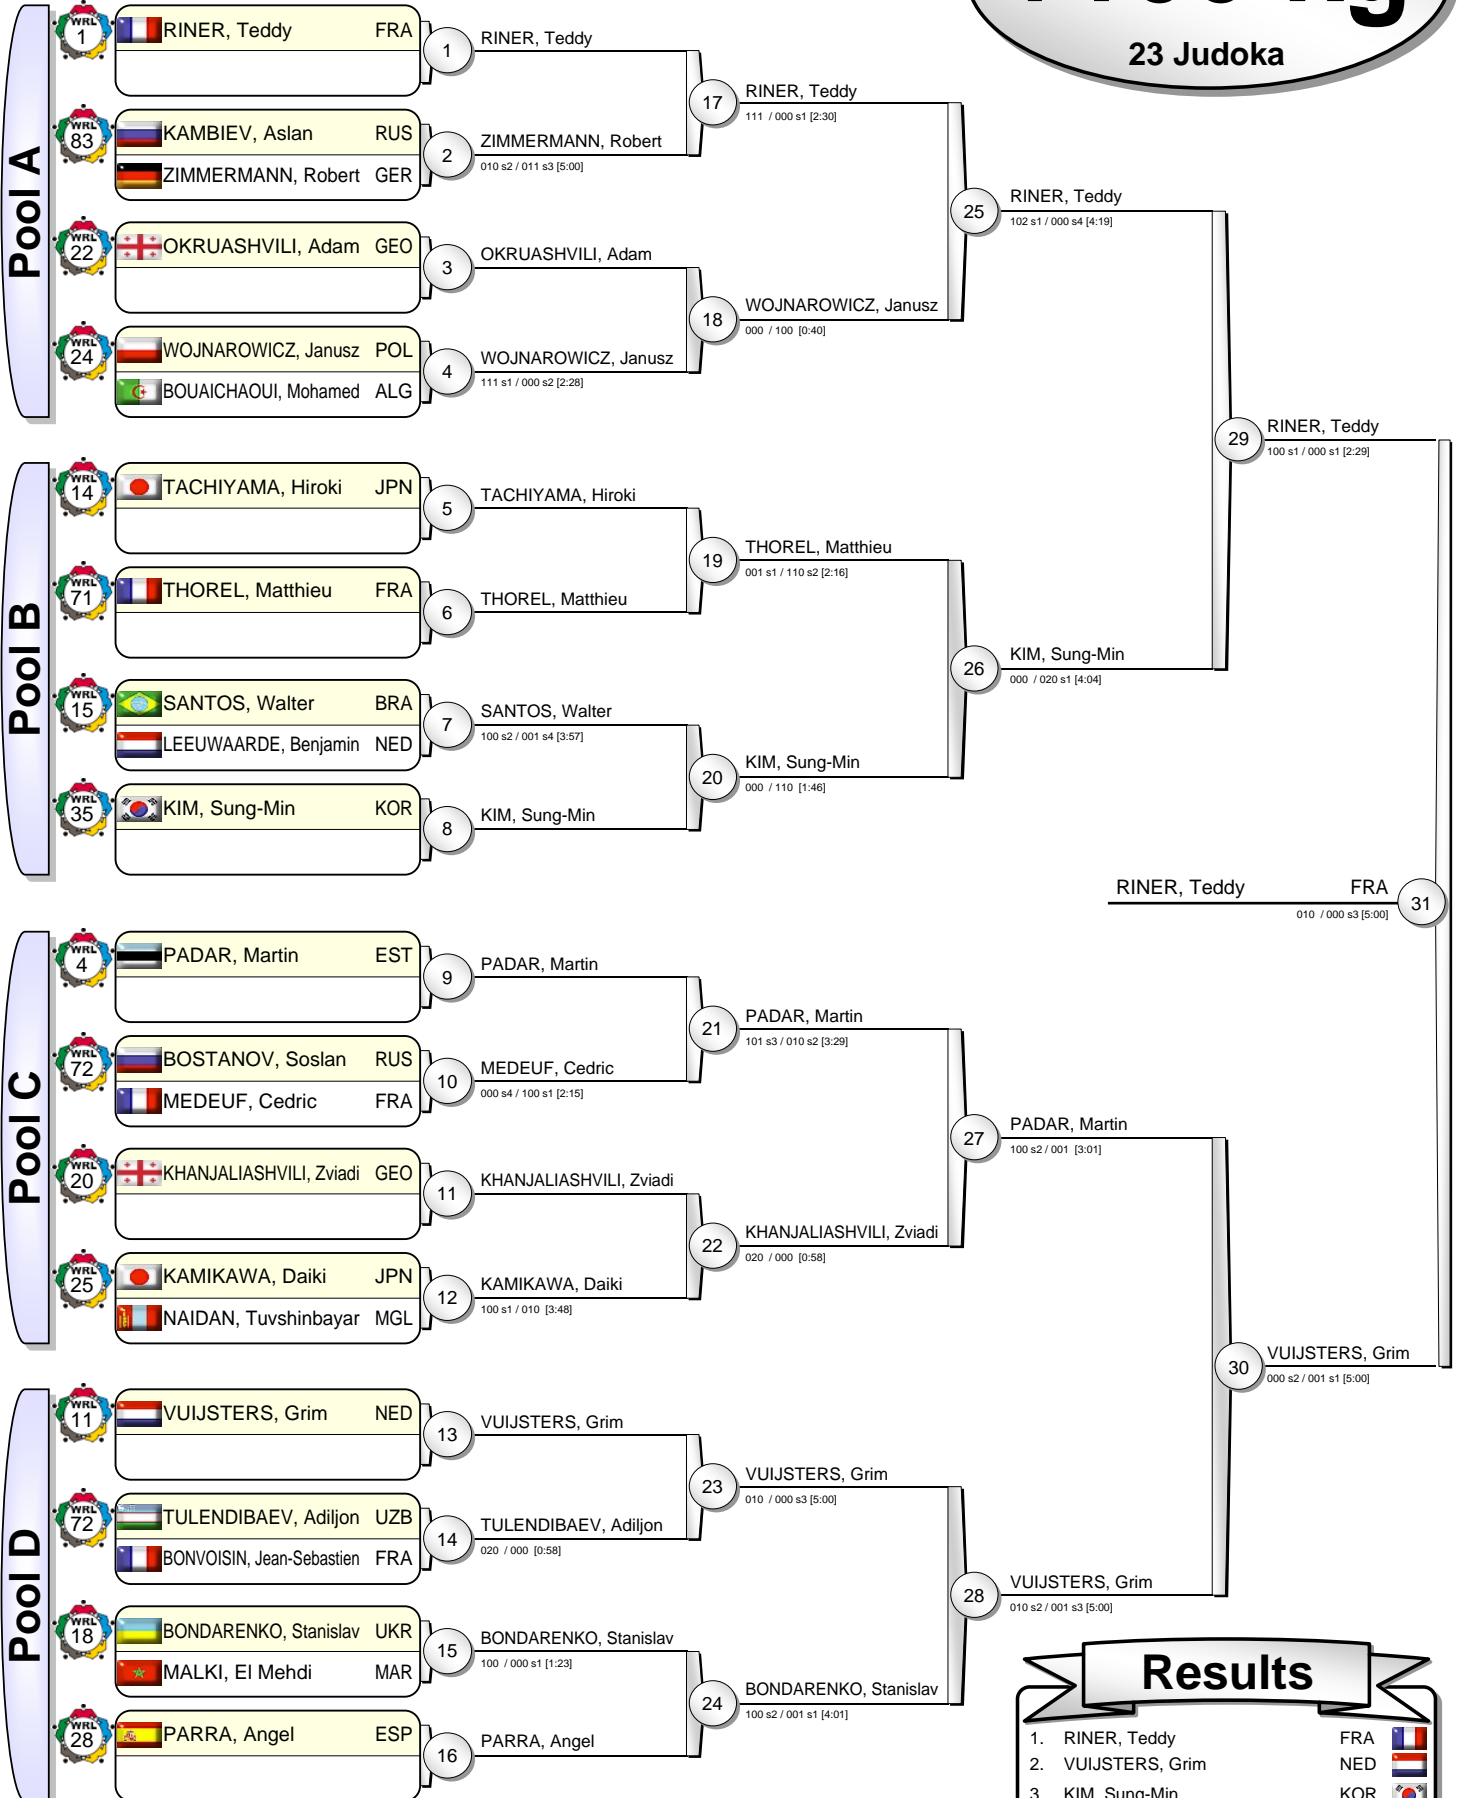 23 Judoka
Pool A
WRL 1
RINER, Teddy FRA
1
RINER, Teddy
WRL 83
KAMBIEV, Aslan RUS
ZIMMERMANN, Robert GER
2
ZIMMERMANN, Robert
010 s2 / 011 s3 [5:00]
17
RINER, Teddy
111 / 000 s1 [2:30]
WRL 22
OKRUASHVILI, Adam GEO
3
OKRUASHVILI, Adam
WRL 24
WOJNAROWICZ, Janusz POL
BOUAICHAOUI, Mohamed ALG
4
WOJNAROWICZ, Janusz
111 s1 / 000 s2 [2:28]
18
WOJNAROWICZ, Janusz
000 / 100 [0:40]
25
RINER, Teddy
102 s1 / 000 s4 [4:19]
Pool B
WRL 14
TACHIYAMA, Hiroki JPN
5
TACHIYAMA, Hiroki
WRL 71
THOREL, Matthieu FRA
6
THOREL, Matthieu
19
THOREL, Matthieu
001 s1 / 110 s2 [2:16]
WRL 15
SANTOS, Walter BRA
LEEUWAARDE, Benjamin NED
7
SANTOS, Walter
100 s2 / 001 s4 [3:57]
WRL 35
KIM, Sung-Min KOR
8
KIM, Sung-Min
20
KIM, Sung-Min
000 / 110 [1:46]
26
KIM, Sung-Min
000 / 020 s1 [4:04]
29
RINER, Teddy
100 s1 / 000 s1 [2:29]
RINER, Teddy FRA
010 / 000 s3 [5:00]
31
Pool C
WRL 4
PADAR, Martin EST
9
PADAR, Martin
WRL 72
BOSTANOV, Soslan RUS
MEDEUF, Cedric FRA
10
MEDEUF, Cedric
000 s4 / 100 s1 [2:15]
21
PADAR, Martin
101 s3 / 010 s2 [3:29]
WRL 20
KHANJALIASHVILI, Zviadi GEO
11
KHANJALIASHVILI, Zviadi
WRL 25
KAMIKAWA, Daiki JPN
NAIDAN, Tuvshinbayar MGL
12
KAMIKAWA, Daiki
100 s1 / 010 [3:48]
22
KHANJALIASHVILI, Zviadi
020 / 000 [0:58]
27
PADAR, Martin
100 s2 / 001 [3:01]
Pool D
WRL 11
VUIJSTERS, Grim NED
13
VUIJSTERS, Grim
WRL 72
TULENDIBAEV, Adiljon UZB
BONVOISIN, Jean-Sebastien FRA
14
TULENDIBAEV, Adiljon
020 / 000 [0:58]
23
VUIJSTERS, Grim
010 / 000 s3 [5:00]
WRL 18
BONDARENKO, Stanislav UKR
MALKI, El Mehdi MAR
15
BONDARENKO, Stanislav
100 / 000 s1 [1:23]
WRL 28
PARRA, Angel ESP
16
PARRA, Angel
24
BONDARENKO, Stanislav
100 s2 / 001 s1 [4:01]
28
VUIJSTERS, Grim
010 s2 / 001 s3 [5:00]
30
VUIJSTERS, Grim
000 s2 / 001 s1 [5:00]
Results
1. RINER, Teddy FRA
2. VUIJSTERS, Grim NED
3. KIM, Sung-Min KOR